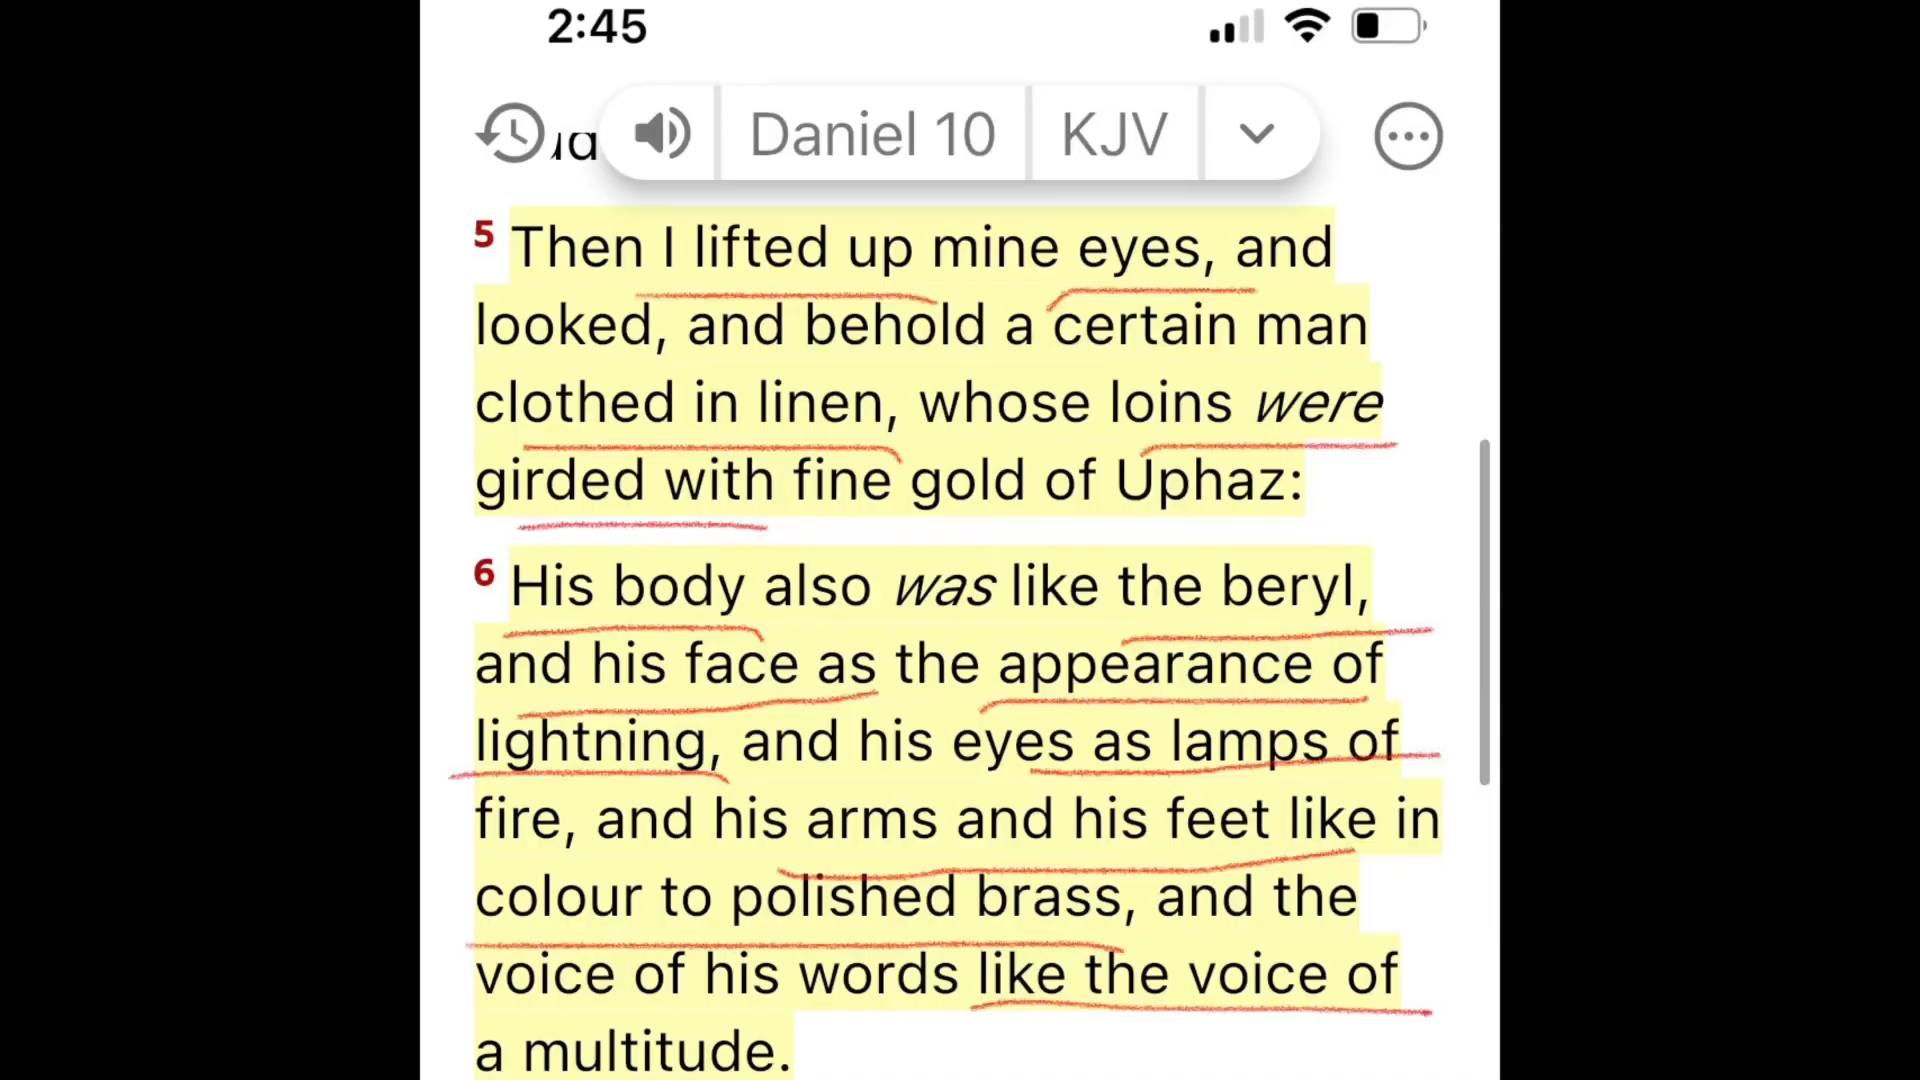 2:45
Daniel 10 KJV
5 Then I lifted up mine eyes, and
looked, and behold a certain man
clothed in linen, whose loins were
girded with fine gold of Uphaz:
6 His body also was like the beryl,
and his face as the appearance of
lightning, and his eyes as lamps of
fire, and his arms and his feet like in
colour to polished brass, and the
voice of his words like the voice of
a multitude.